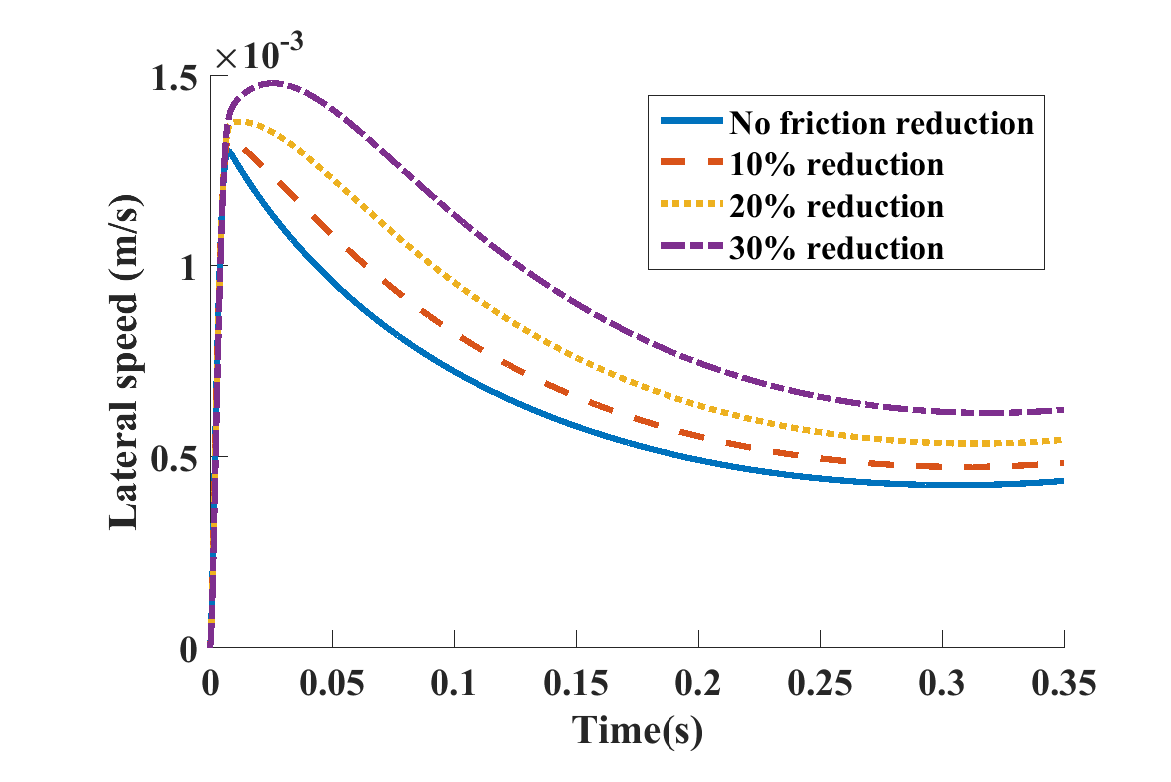 ×10-3
1.5
1
0.5
0
Lateral speed (m/s)
No friction reduction
10% reduction
20% reduction
30% reduction
0 0.05 0.1 0.15 0.2 0.25 0.3 0.35
Time(s)